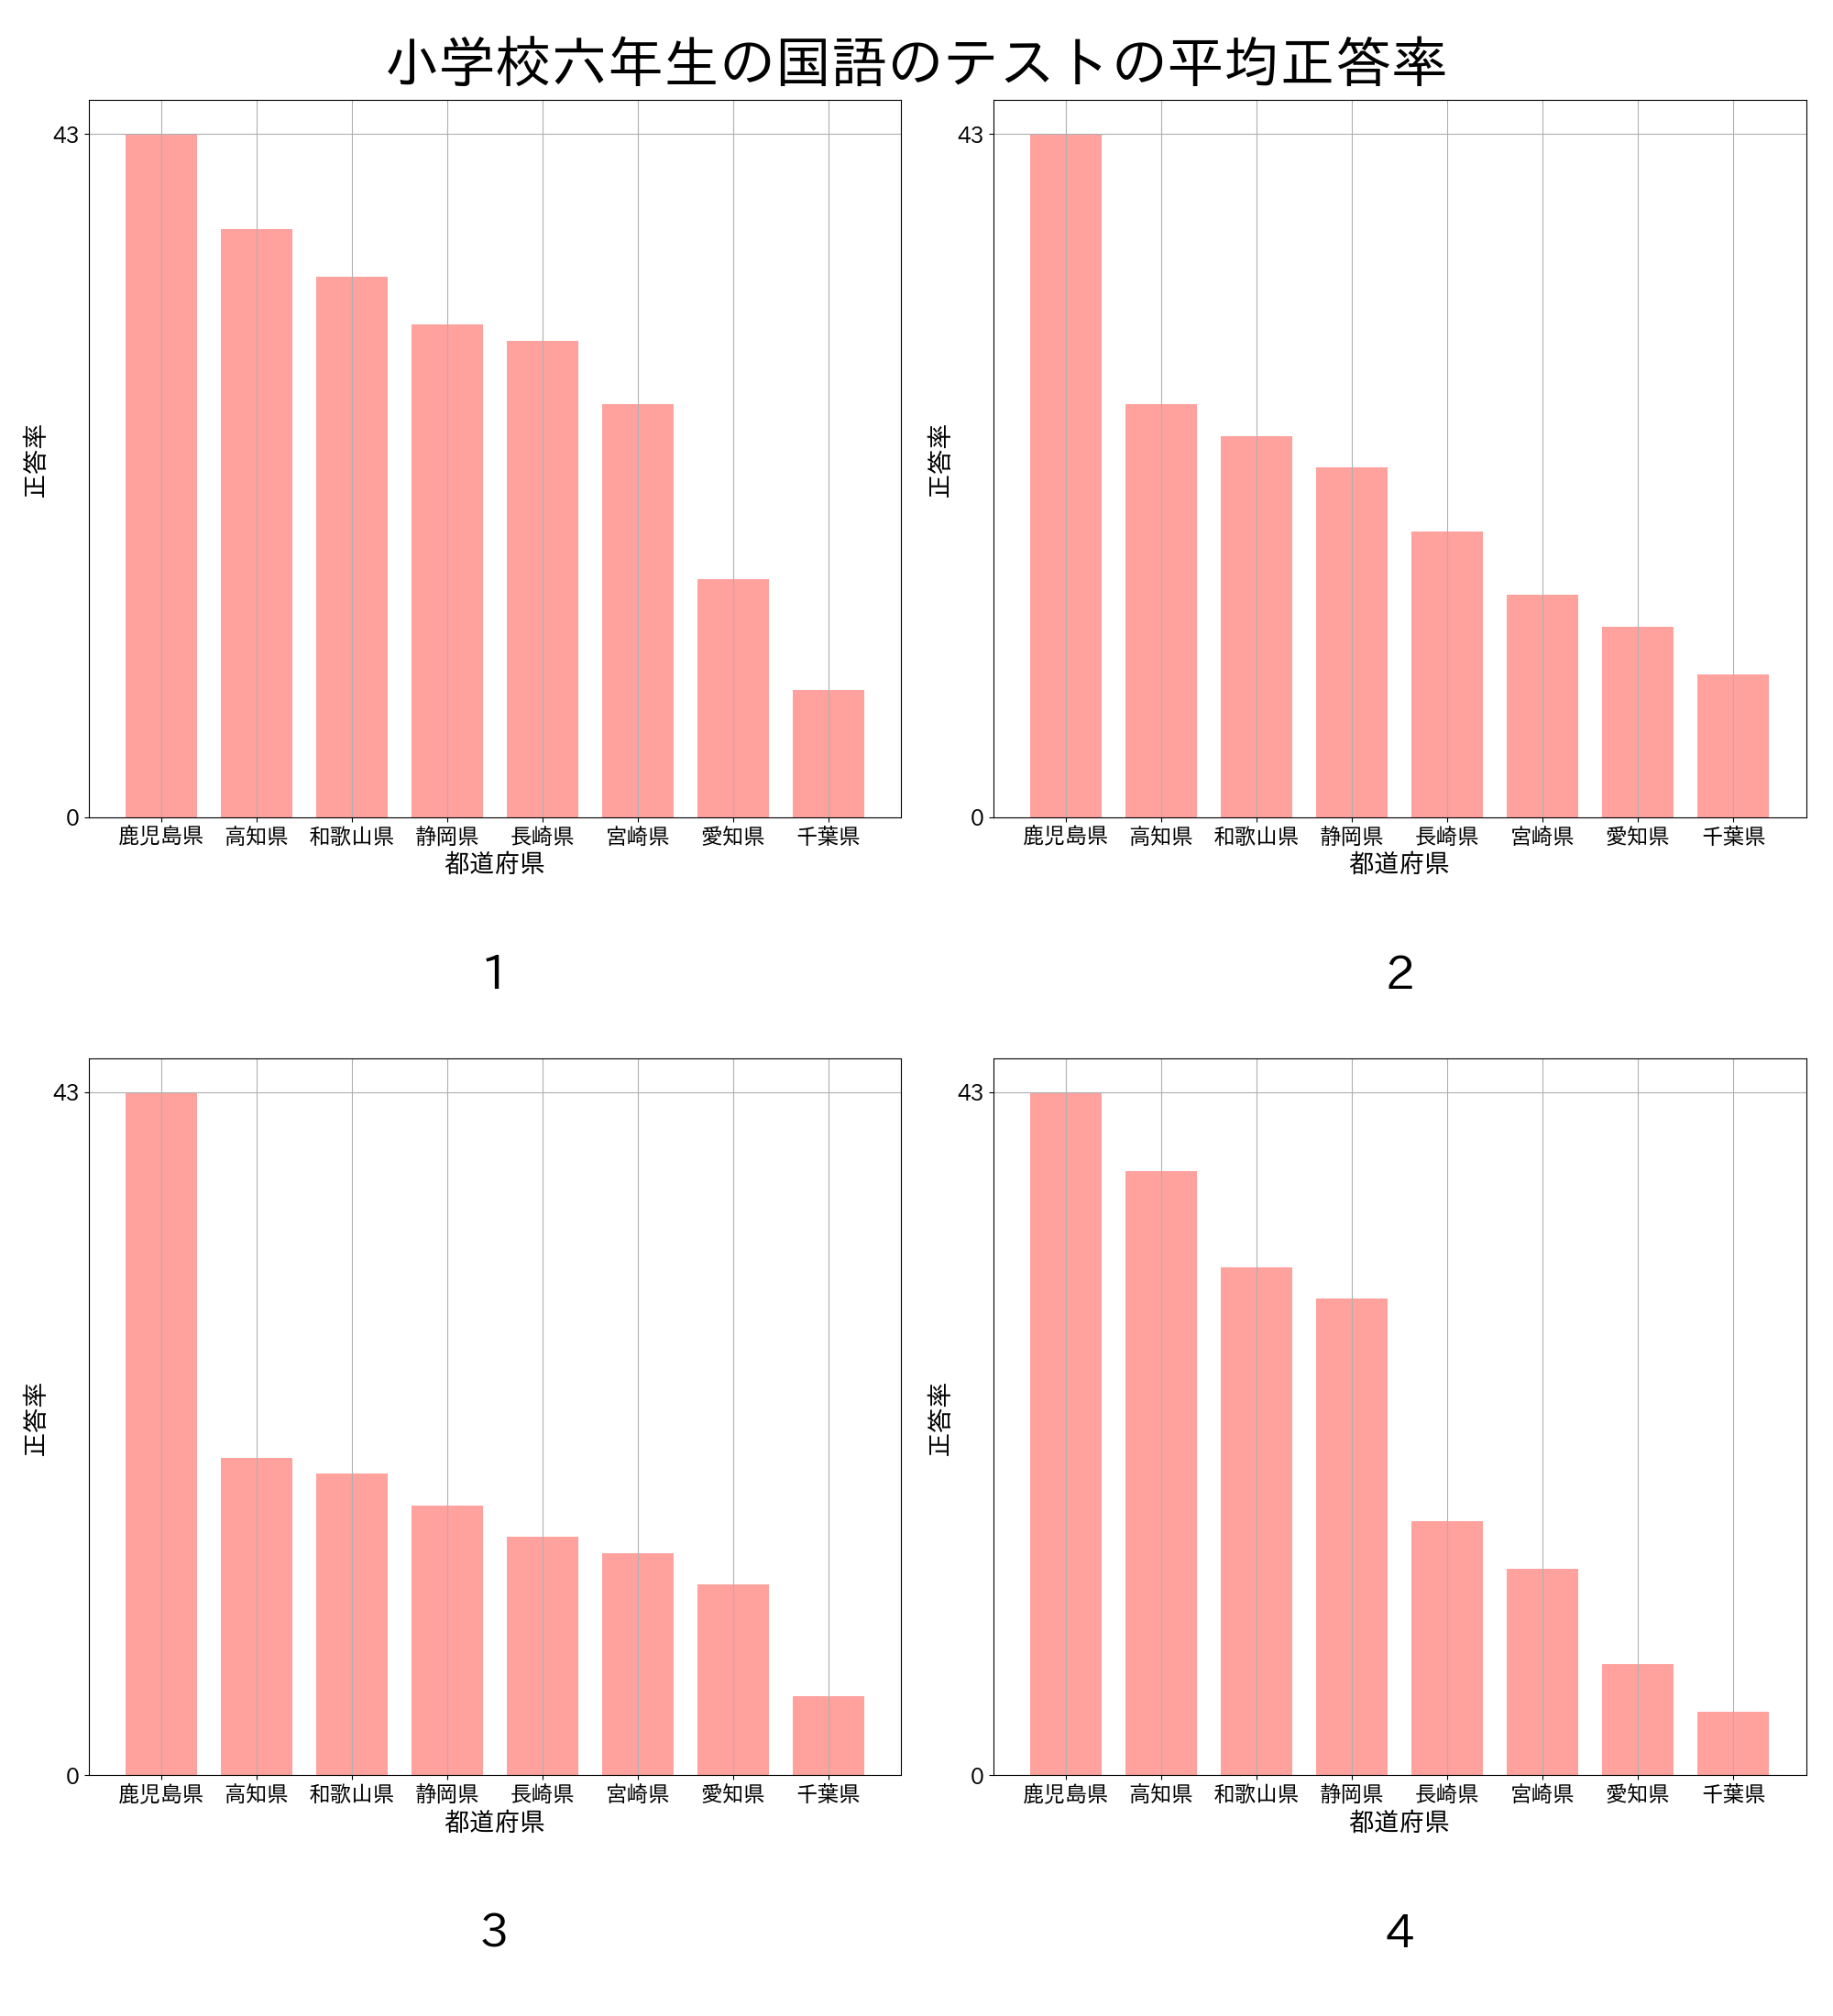 小学校六年生の国語のテストの平均正答率
43
0
正答率
鹿児島県 高知県 和歌山県 静岡県 長崎県 宮崎県 愛知県 千葉県
都道府県
1
43
0
正答率
鹿児島県 高知県 和歌山県 静岡県 長崎県 宮崎県 愛知県 千葉県
都道府県
2
43
0
正答率
鹿児島県 高知県 和歌山県 静岡県 長崎県 宮崎県 愛知県 千葉県
都道府県
3
43
0
正答率
鹿児島県 高知県 和歌山県 静岡県 長崎県 宮崎県 愛知県 千葉県
都道府県
4